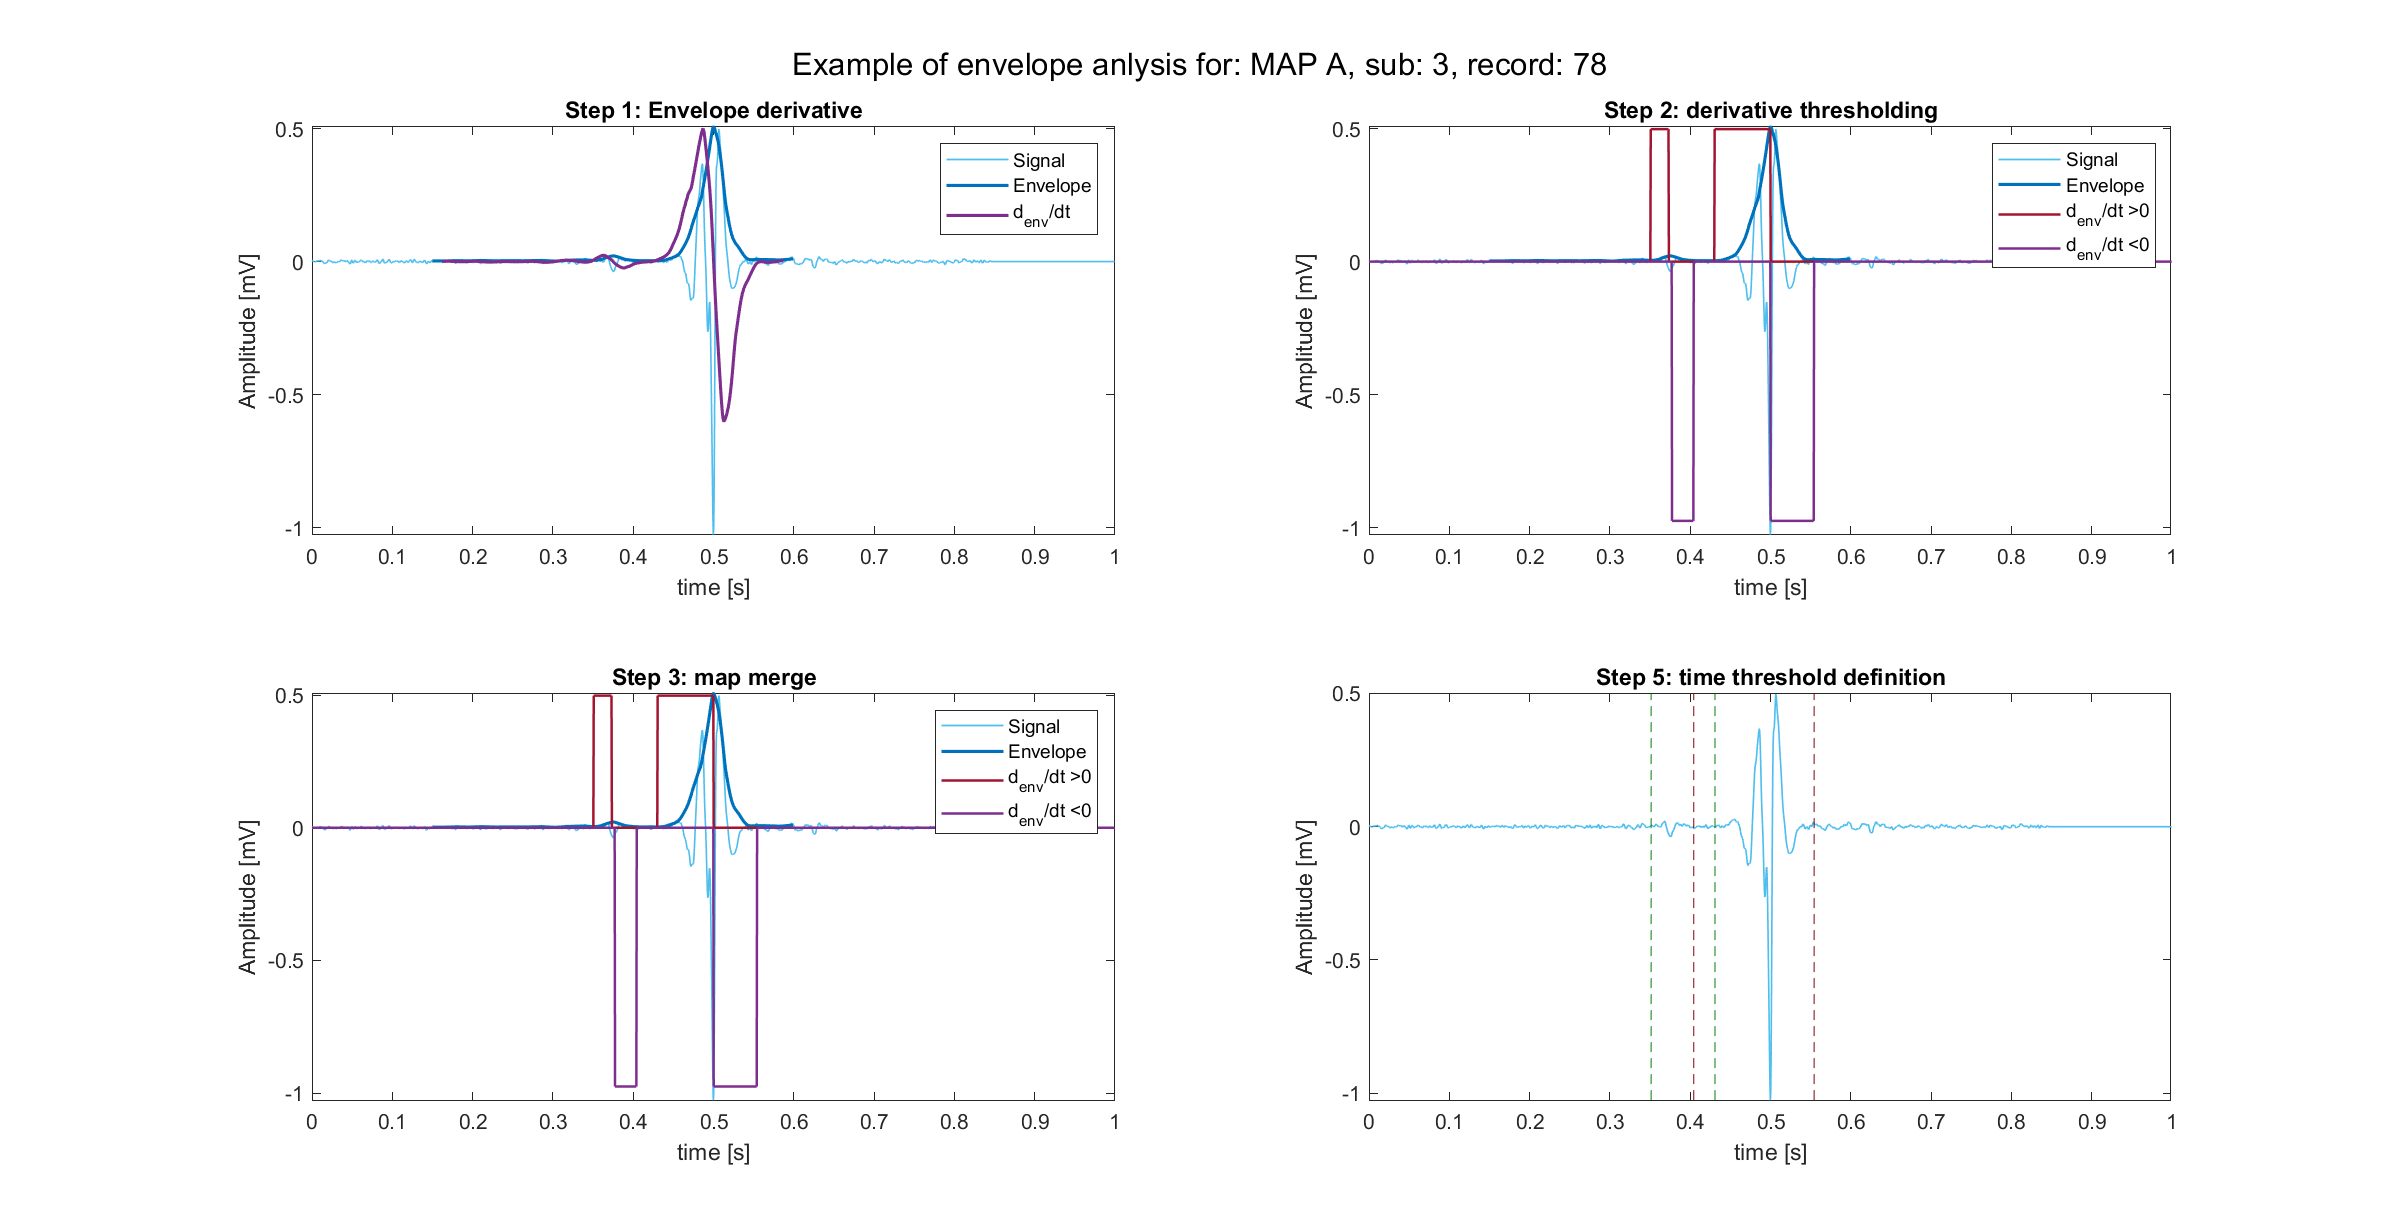 Example of envelope anlysis for: MAP A, sub: 3, record: 78
Step 1: Envelope derivative
0.5
0
-0.5
-1
Amplitude [mV]
Signal
Envelope
d_env/dt
0 0.1 0.2 0.3 0.4 0.5 0.6 0.7 0.8 0.9 1
time [s]
Step 2: derivative thresholding
0.5
0
-0.5
-1
Amplitude [mV]
Signal
Envelope
d_env/dt >0
d_env/dt <0
0 0.1 0.2 0.3 0.4 0.5 0.6 0.7 0.8 0.9 1
time [s]
Step 3: map merge
0.5
0
-0.5
-1
Amplitude [mV]
Signal
Envelope
d_env/dt >0
d_env/dt <0
0 0.1 0.2 0.3 0.4 0.5 0.6 0.7 0.8 0.9 1
time [s]
Step 5: time threshold definition
0.5
0
-0.5
-1
Amplitude [mV]
0 0.1 0.2 0.3 0.4 0.5 0.6 0.7 0.8 0.9 1
time [s]